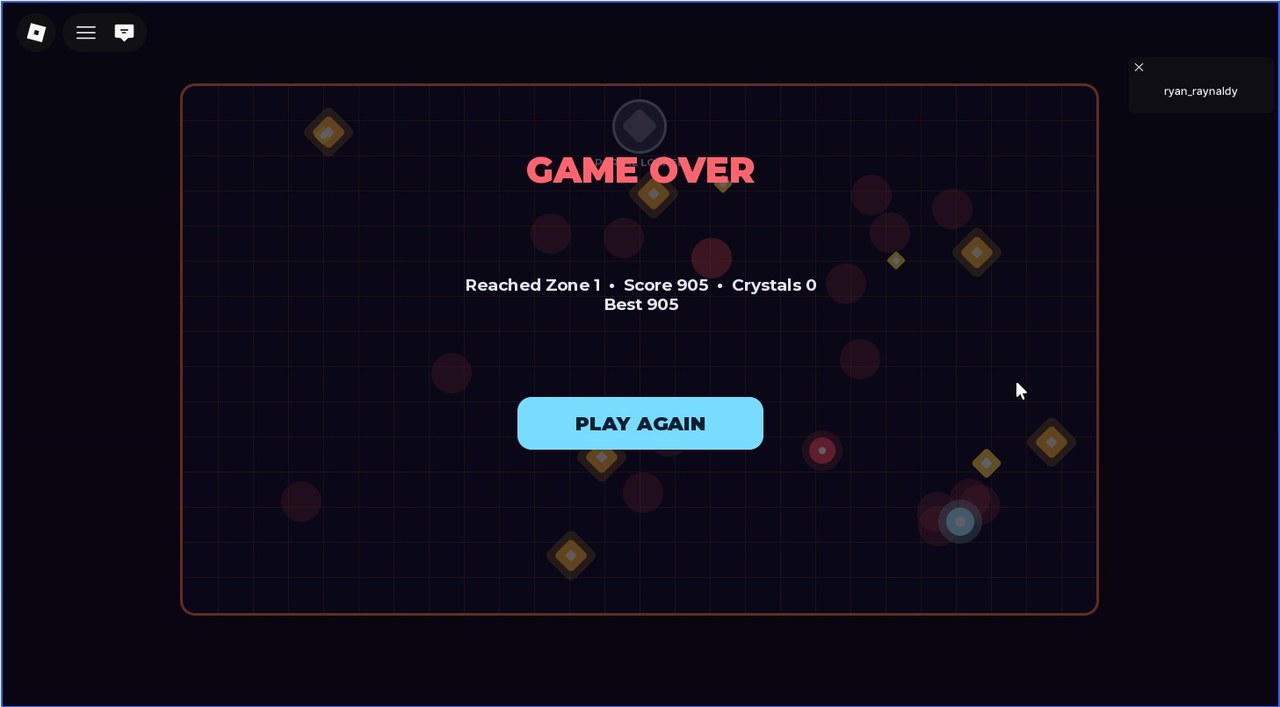 ryan_raynaldy
GAME OVER
Reached Zone 1 • Score 905 • Crystals 0
Best 905
PLAY AGAIN